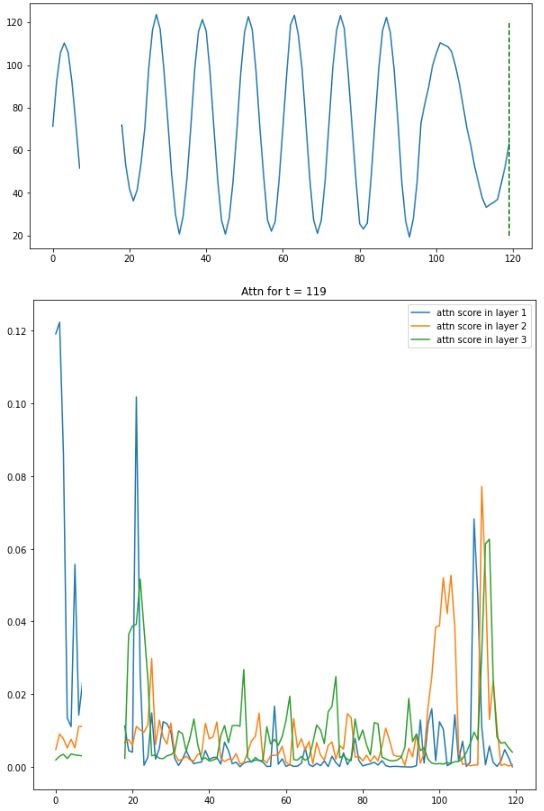 120
100
80
60
40
20
0 20 40 60 80 100 120
Attn for t = 119
attn score in layer 1
attn score in layer 2
attn score in layer 3
0.12
0.10
0.08
0.06
0.04
0.02
0.00
0 20 40 60 80 100 120